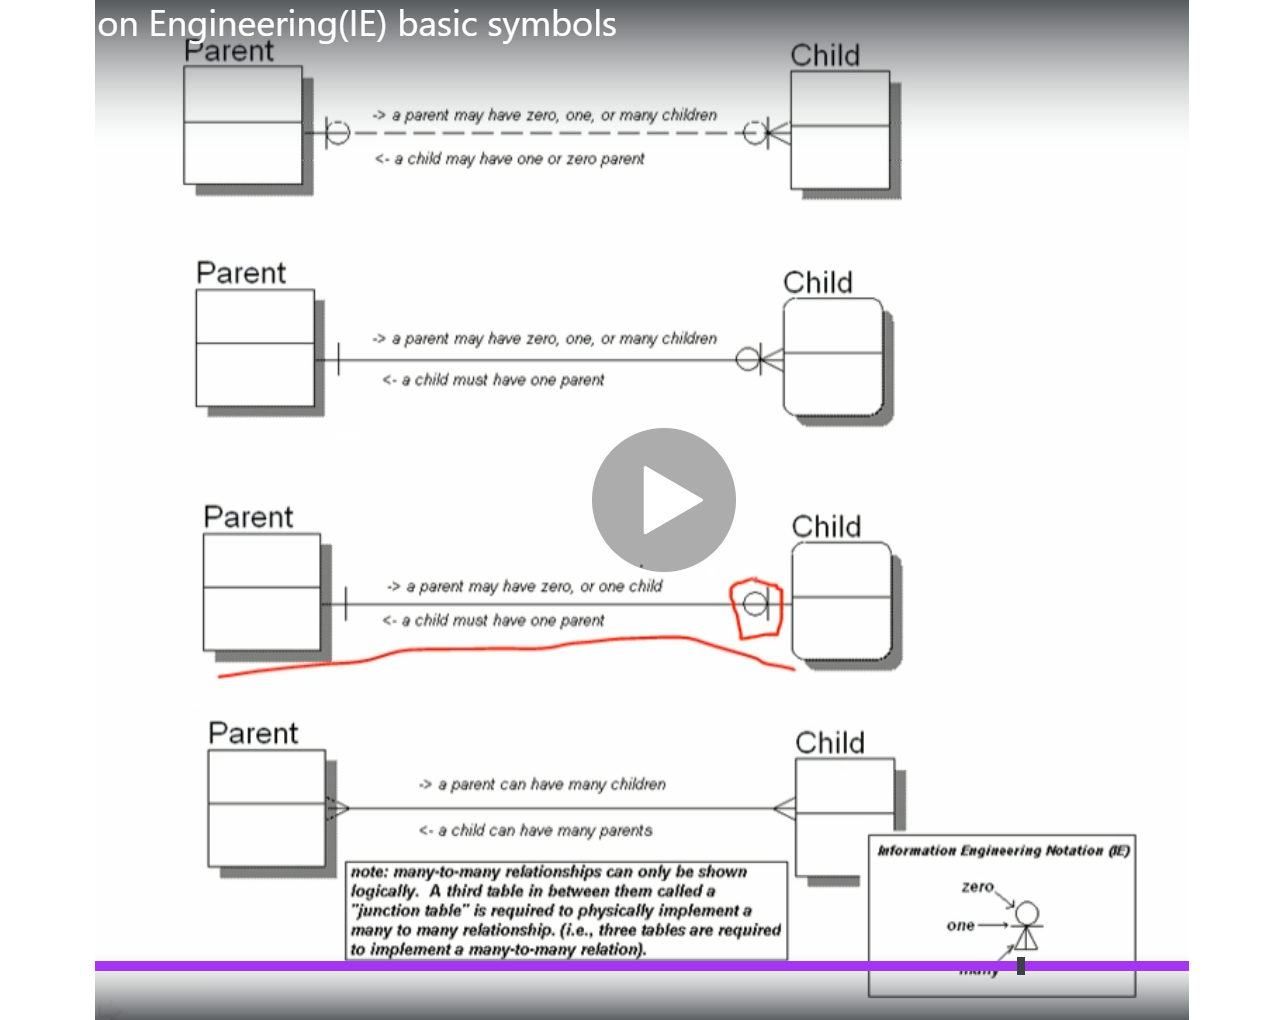 on Engineering(IE) basic symbols
Parent
Child
-> a parent may have zero, one, or many children
<- a child may have one or zero parent
Parent
Child
-> a parent may have zero, one, or many children
<- a child must have one parent
Parent
Child
-> a parent may have zero, or one child
<- a child must have one parent
Parent
Child
-> a parent can have many children
<- a child can have many parents
note: many-to-many relationships can only be shown
logically. A third table in between them called a
"junction table" is required to physically implement a
many to many relationship. (i.e., three tables are required
to implement a many-to-many relation).
Information Engineering Notation (IE)
zero
one
many